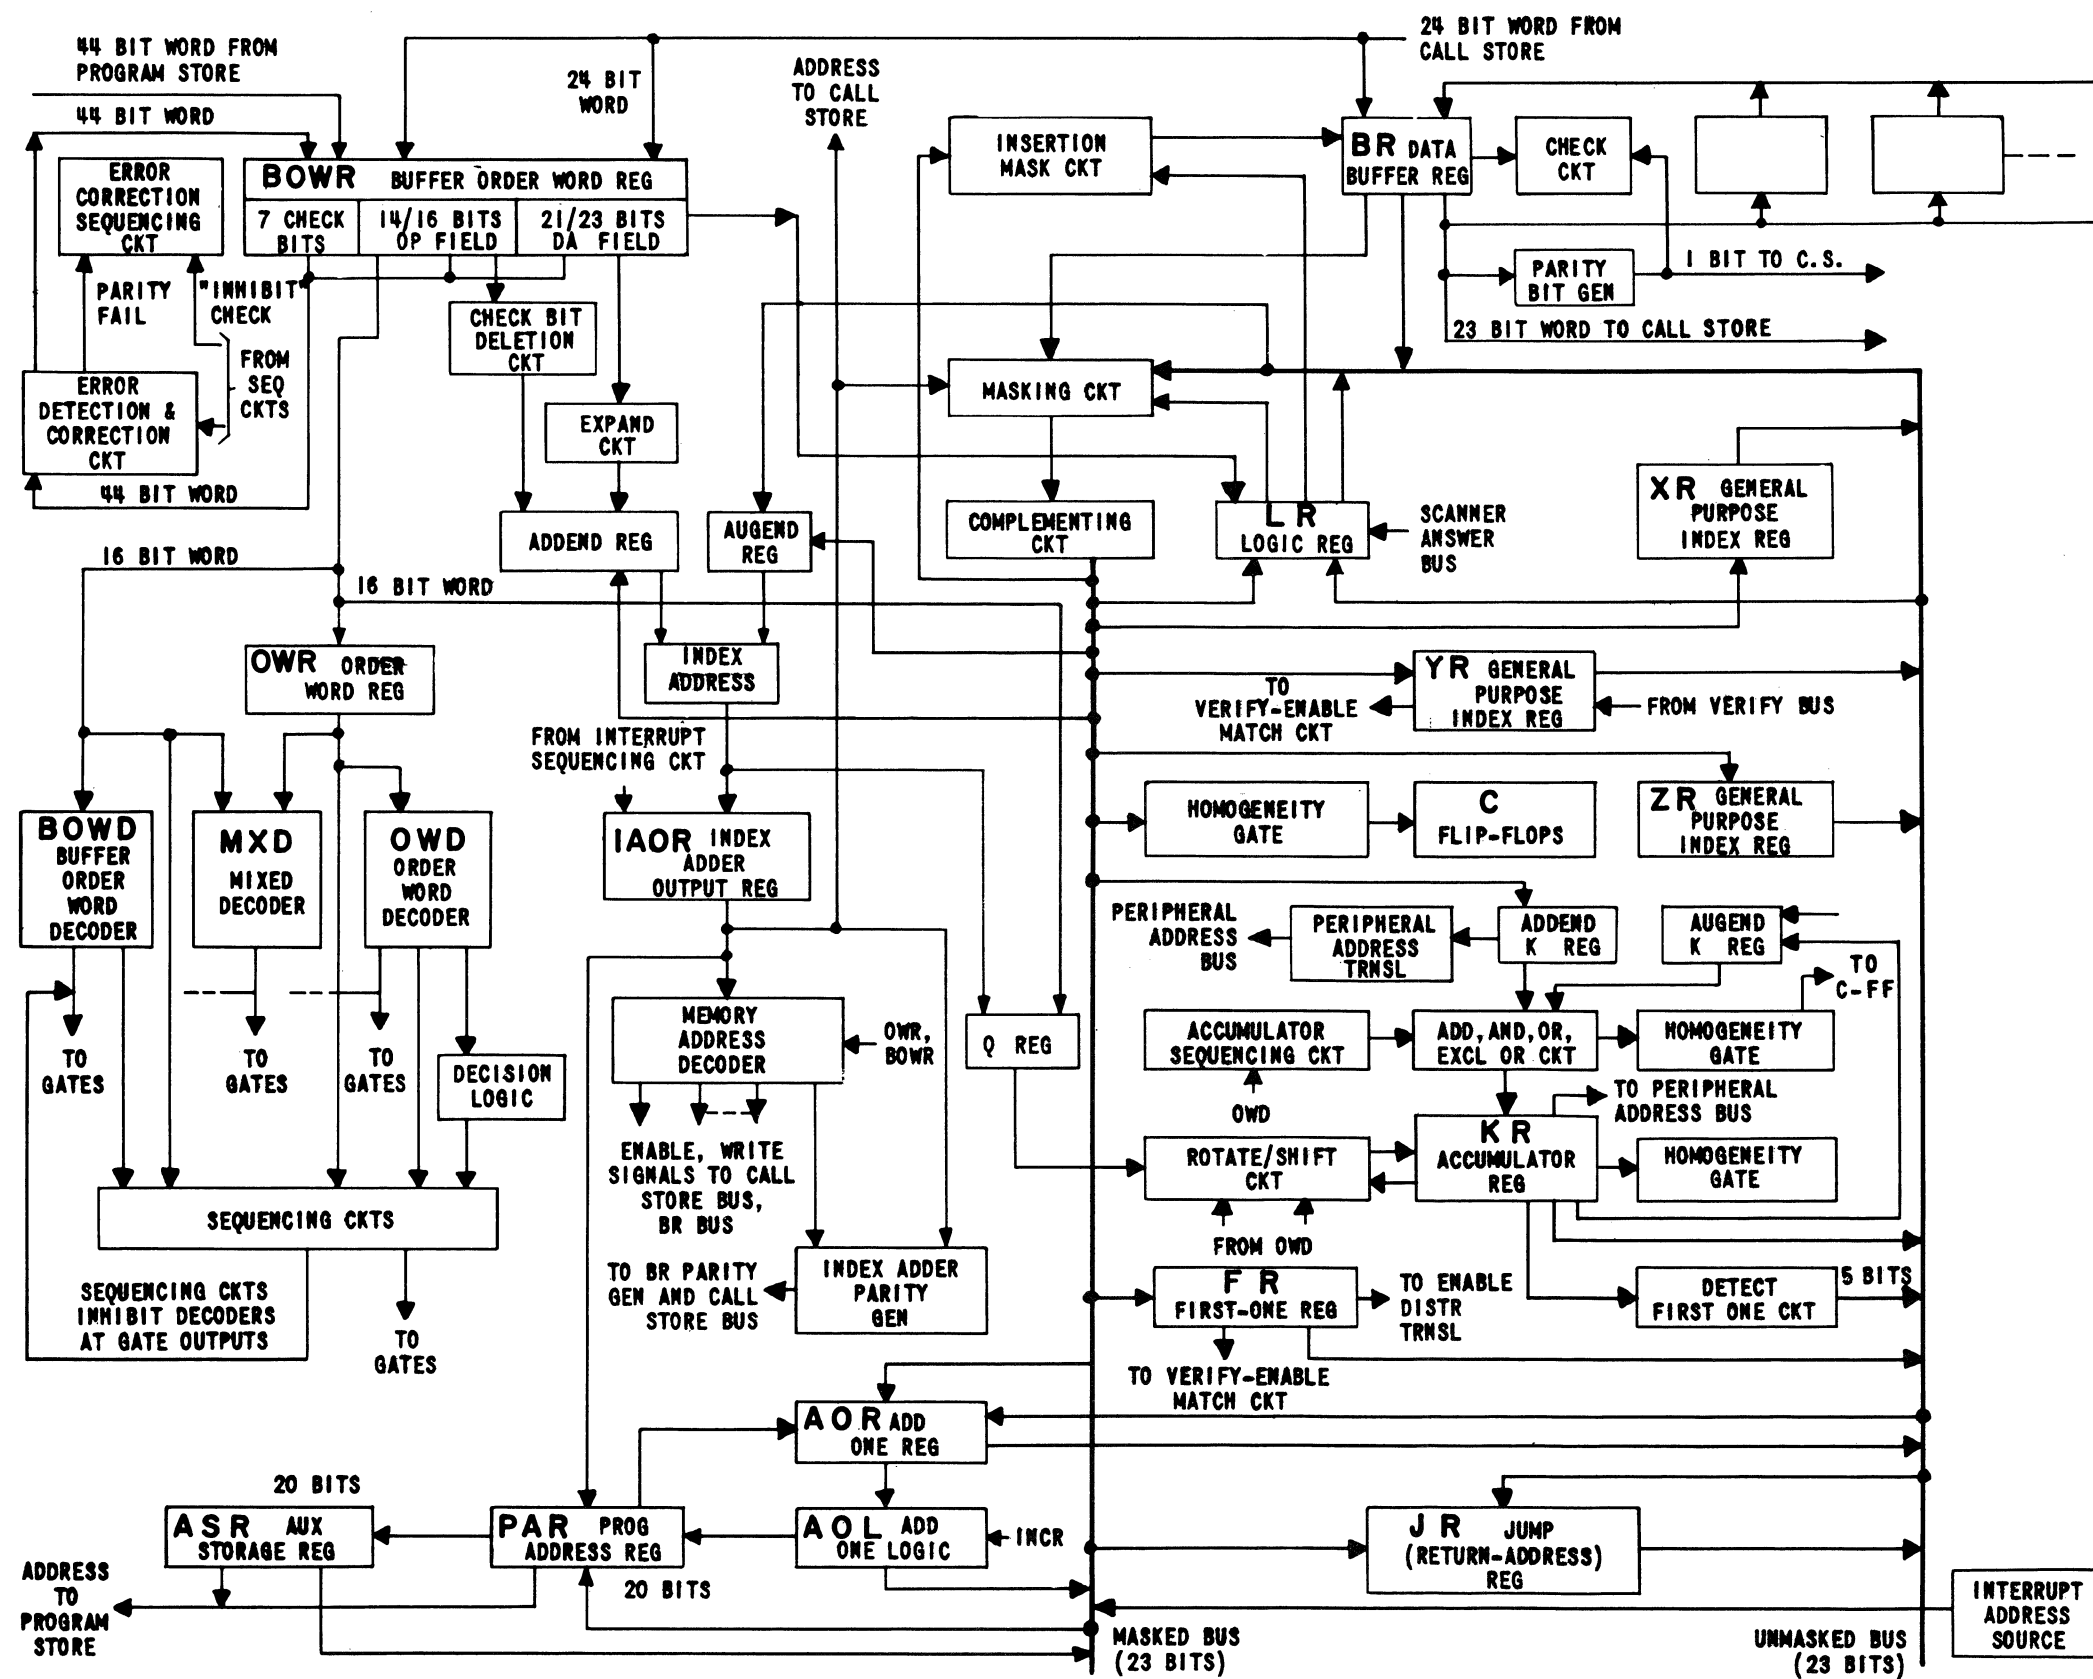 44 BIT WORD FROM
PROGRAM STORE
44 BIT WORD
24 BIT
WORD
ADDRESS
TO CALL
STORE
24 BIT WORD FROM
CALL STORE
ERROR
CORRECTION
SEQUENCING
CKT
BOWR BUFFER ORDER WORD REG
7 CHECK
BITS
14/16 BITS
OP FIELD
21/23 BITS
DA FIELD
INSERTION
MASK CKT
BR DATA
BUFFER REG
CHECK
CKT
PARITY
BIT GEN
1 BIT TO C.S.
23 BIT WORD TO CALL STORE
PARITY
FAIL
"INHIBIT"
CHECK
FROM
SEQ
CKTS
CHECK BIT
DELETION
CKT
ERROR
DETECTION &
CORRECTION
CKT
44 BIT WORD
EXPAND
CKT
MASKING CKT
ADDEND REG
AUGEND
REG
COMPLEMENTING
CKT
LR
LOGIC REG
SCANNER
ANSWER
BUS
XR GENERAL
PURPOSE
INDEX REG
16 BIT WORD
16 BIT WORD
OWR ORDER
WORD REG
INDEX
ADDRESS
TO
VERIFY-ENABLE
MATCH CKT
YR GENERAL
PURPOSE
INDEX REG
FROM VERIFY BUS
FROM INTERRUPT
SEQUENCING CKT
BOWD
BUFFER
ORDER
WORD
DECODER
MXD
MIXED
DECODER
OWD
ORDER
WORD
DECODER
IAOR INDEX
ADDER
OUTPUT REG
HOMOGENEITY
GATE
C
FLIP-FLOPS
ZR GENERAL
PURPOSE
INDEX REG
PERIPHERAL
ADDRESS
BUS
PERIPHERAL
ADDRESS
TRNSL
ADDEND
K REG
AUGEND
K REG
TO
C-FF
TO
GATES
TO
GATES
TO
GATES
DECISION
LOGIC
MEMORY
ADDRESS
DECODER
OWR,
BOWR
Q REG
ACCUMULATOR
SEQUENCING CKT
ADD, AND, OR,
EXCL OR CKT
HOMOGENEITY
GATE
OWD
TO PERIPHERAL
ADDRESS BUS
ENABLE, WRITE
SIGNALS TO CALL
STORE BUS,
BR BUS
ROTATE/SHIFT
CKT
KR
ACCUMULATOR
REG
HOMOGENEITY
GATE
SEQUENCING CKTS
FROM OWD
SEQUENCING CKTS
INHIBIT DECODERS
AT GATE OUTPUTS
TO
GATES
TO BR PARITY
GEN AND CALL
STORE BUS
INDEX ADDER
PARITY
GEN
FR
FIRST-ONE REG
TO ENABLE
DISTR
TRNSL
DETECT
FIRST ONE CKT
5 BITS
TO VERIFY-ENABLE
MATCH CKT
AOR ADD
ONE REG
20 BITS
ASR AUX
STORAGE REG
PAR PROG
ADDRESS REG
AOL ADD
ONE LOGIC
INCR
JR JUMP
(RETURN-ADDRESS)
REG
ADDRESS
TO
PROGRAM
STORE
20 BITS
MASKED BUS
(23 BITS)
UNMASKED BUS
(23 BITS)
INTERRUPT
ADDRESS
SOURCE